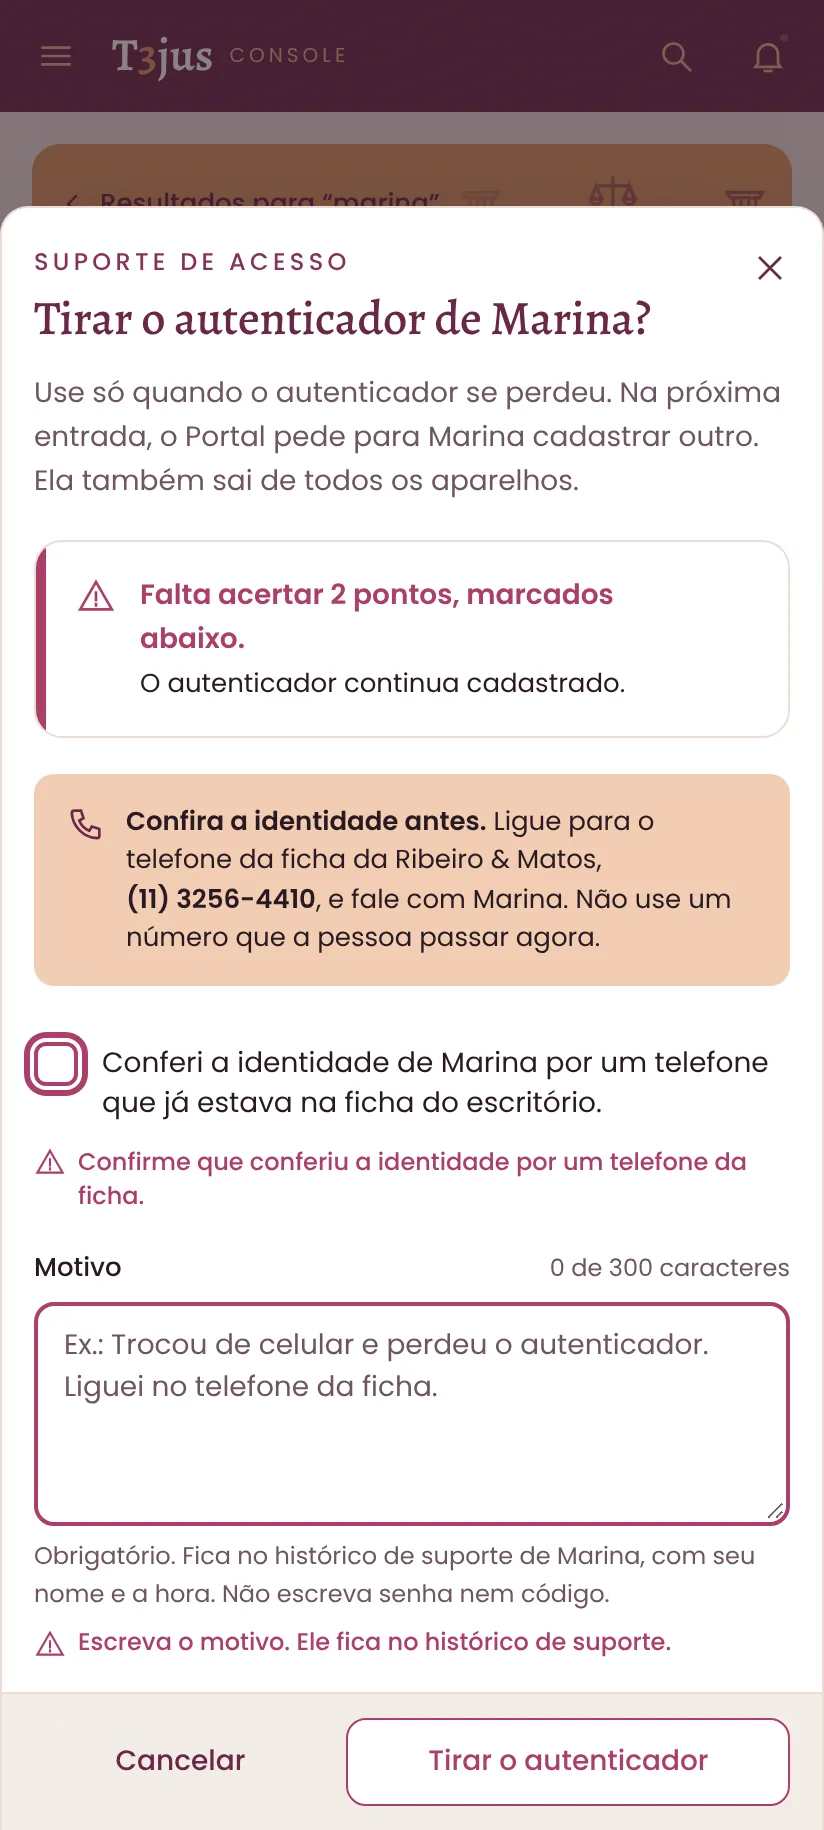 T3jus CONSOLE
Resultados para “marina”
SUPORTE DE ACESSO
Tirar o autenticador de Marina?
Use só quando o autenticador se perdeu. Na próxima
entrada, o Portal pede para Marina cadastrar outro.
Ela também sai de todos os aparelhos.
Falta acertar 2 pontos, marcados
abaixo.
O autenticador continua cadastrado.
Confira a identidade antes. Ligue para o
telefone da ficha da Ribeiro & Matos,
(11) 3256-4410, e fale com Marina. Não use um
número que a pessoa passar agora.
Conferi a identidade de Marina por um telefone
que já estava na ficha do escritório.
Confirme que conferiu a identidade por um telefone da
ficha.
Motivo
0 de 300 caracteres
Ex.: Trocou de celular e perdeu o autenticador.
Liguei no telefone da ficha.
Obrigatório. Fica no histórico de suporte de Marina, com seu
nome e a hora. Não escreva senha nem código.
Escreva o motivo. Ele fica no histórico de suporte.
Cancelar
Tirar o autenticador